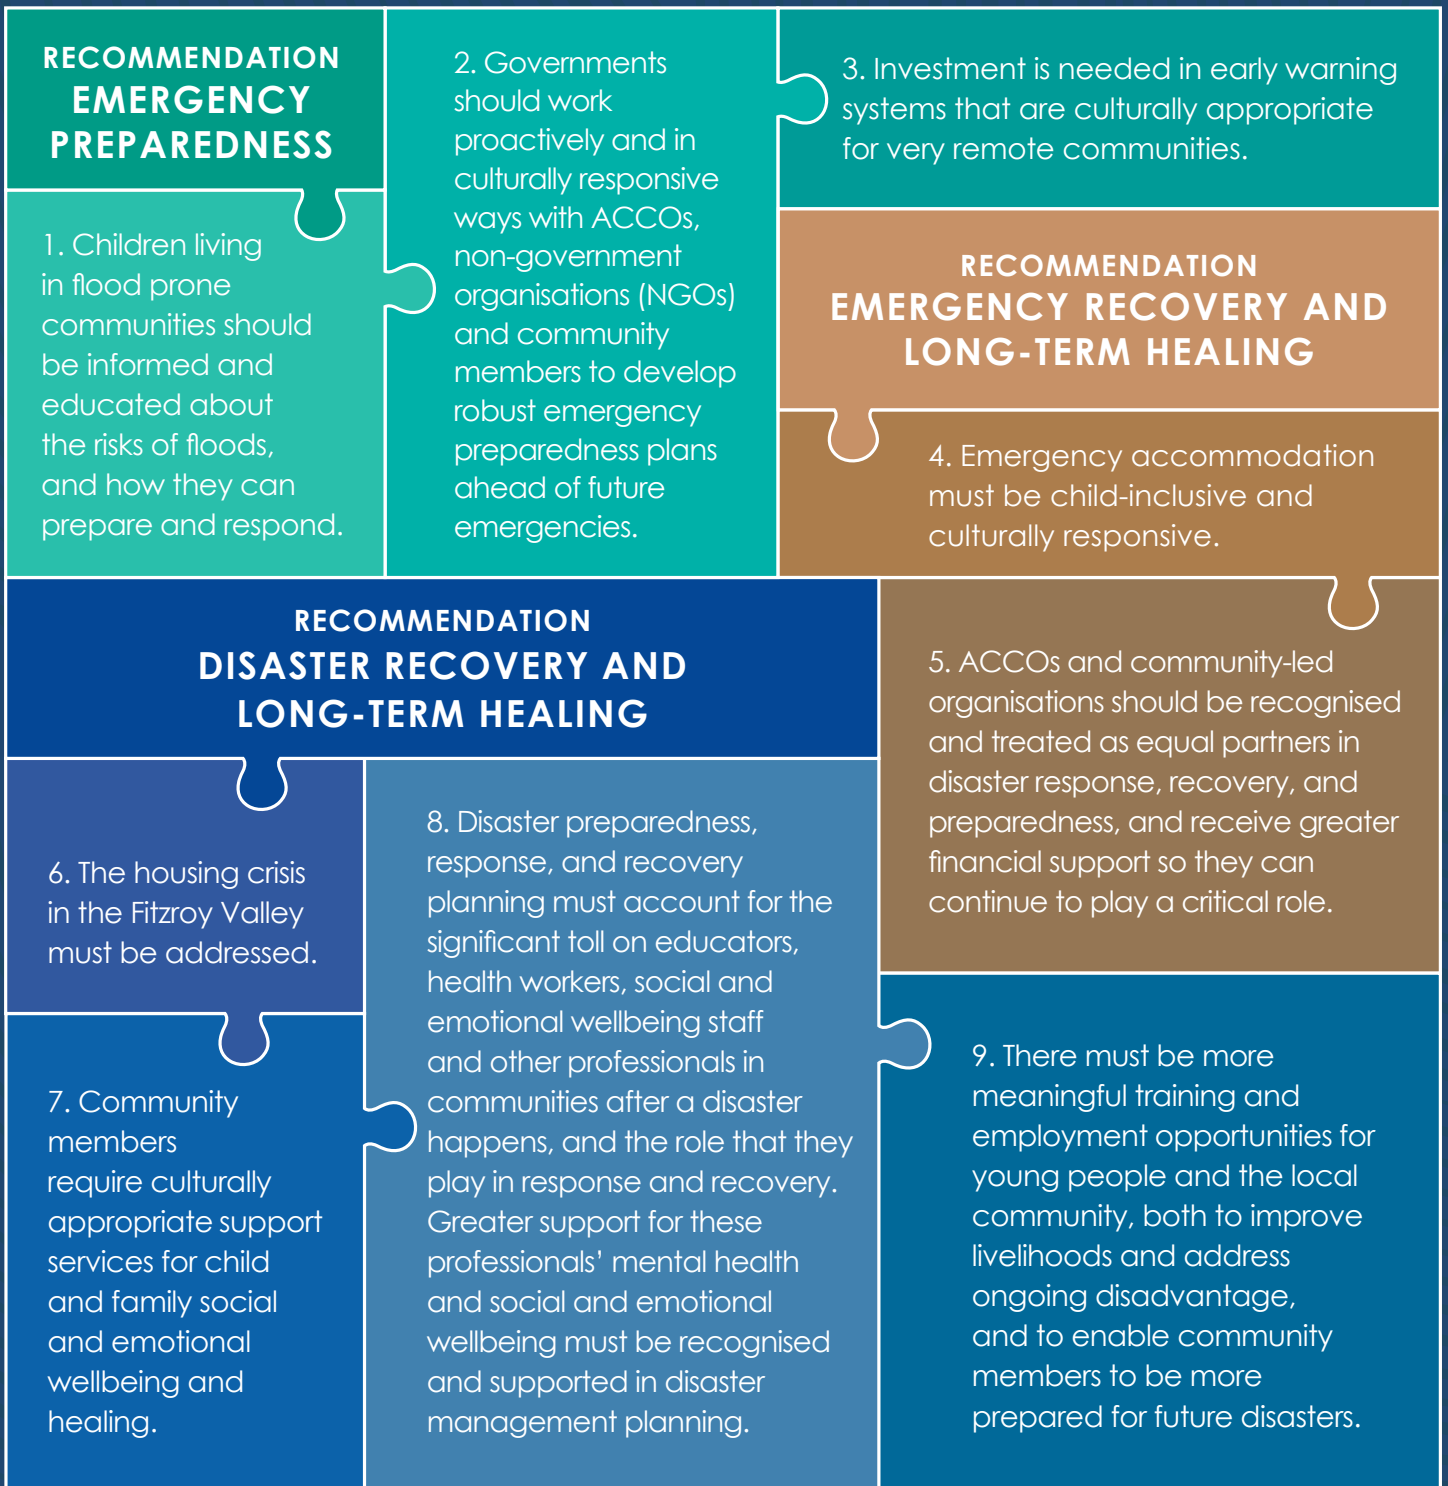 RECOMMENDATION
EMERGENCY
PREPAREDNESS
1. Children living
in flood prone
communities should
be informed and
educated about
the risks of floods,
and how they can
prepare and respond.
2. Governments
should work
proactively and in
culturally responsive
ways with ACCOs,
non-government
organisations (NGOs)
and community
members to develop
robust emergency
preparedness plans
ahead of future
emergencies.
3. Investment is needed in early warning
systems that are culturally appropriate
for very remote communities.
RECOMMENDATION
EMERGENCY RECOVERY AND
LONG-TERM HEALING
4. Emergency accommodation
must be child-inclusive and
culturally responsive.
5. ACCOs and community-led
organisations should be recognised
and treated as equal partners in
disaster response, recovery, and
preparedness, and receive greater
financial support so they can
continue to play a critical role.
RECOMMENDATION
DISASTER RECOVERY AND
LONG-TERM HEALING
6. The housing crisis
in the Fitzroy Valley
must be addressed.
7. Community
members
require culturally
appropriate support
services for child
and family social
and emotional
wellbeing and
healing.
8. Disaster preparedness,
response, and recovery
planning must account for the
significant toll on educators,
health workers, social and
emotional wellbeing staff
and other professionals in
communities after a disaster
happens, and the role that they
play in response and recovery.
Greater support for these
professionals’ mental health
and social and emotional
wellbeing must be recognised
and supported in disaster
management planning.
9. There must be more
meaningful training and
employment opportunities for
young people and the local
community, both to improve
livelihoods and address
ongoing disadvantage,
and to enable community
members to be more
prepared for future disasters.